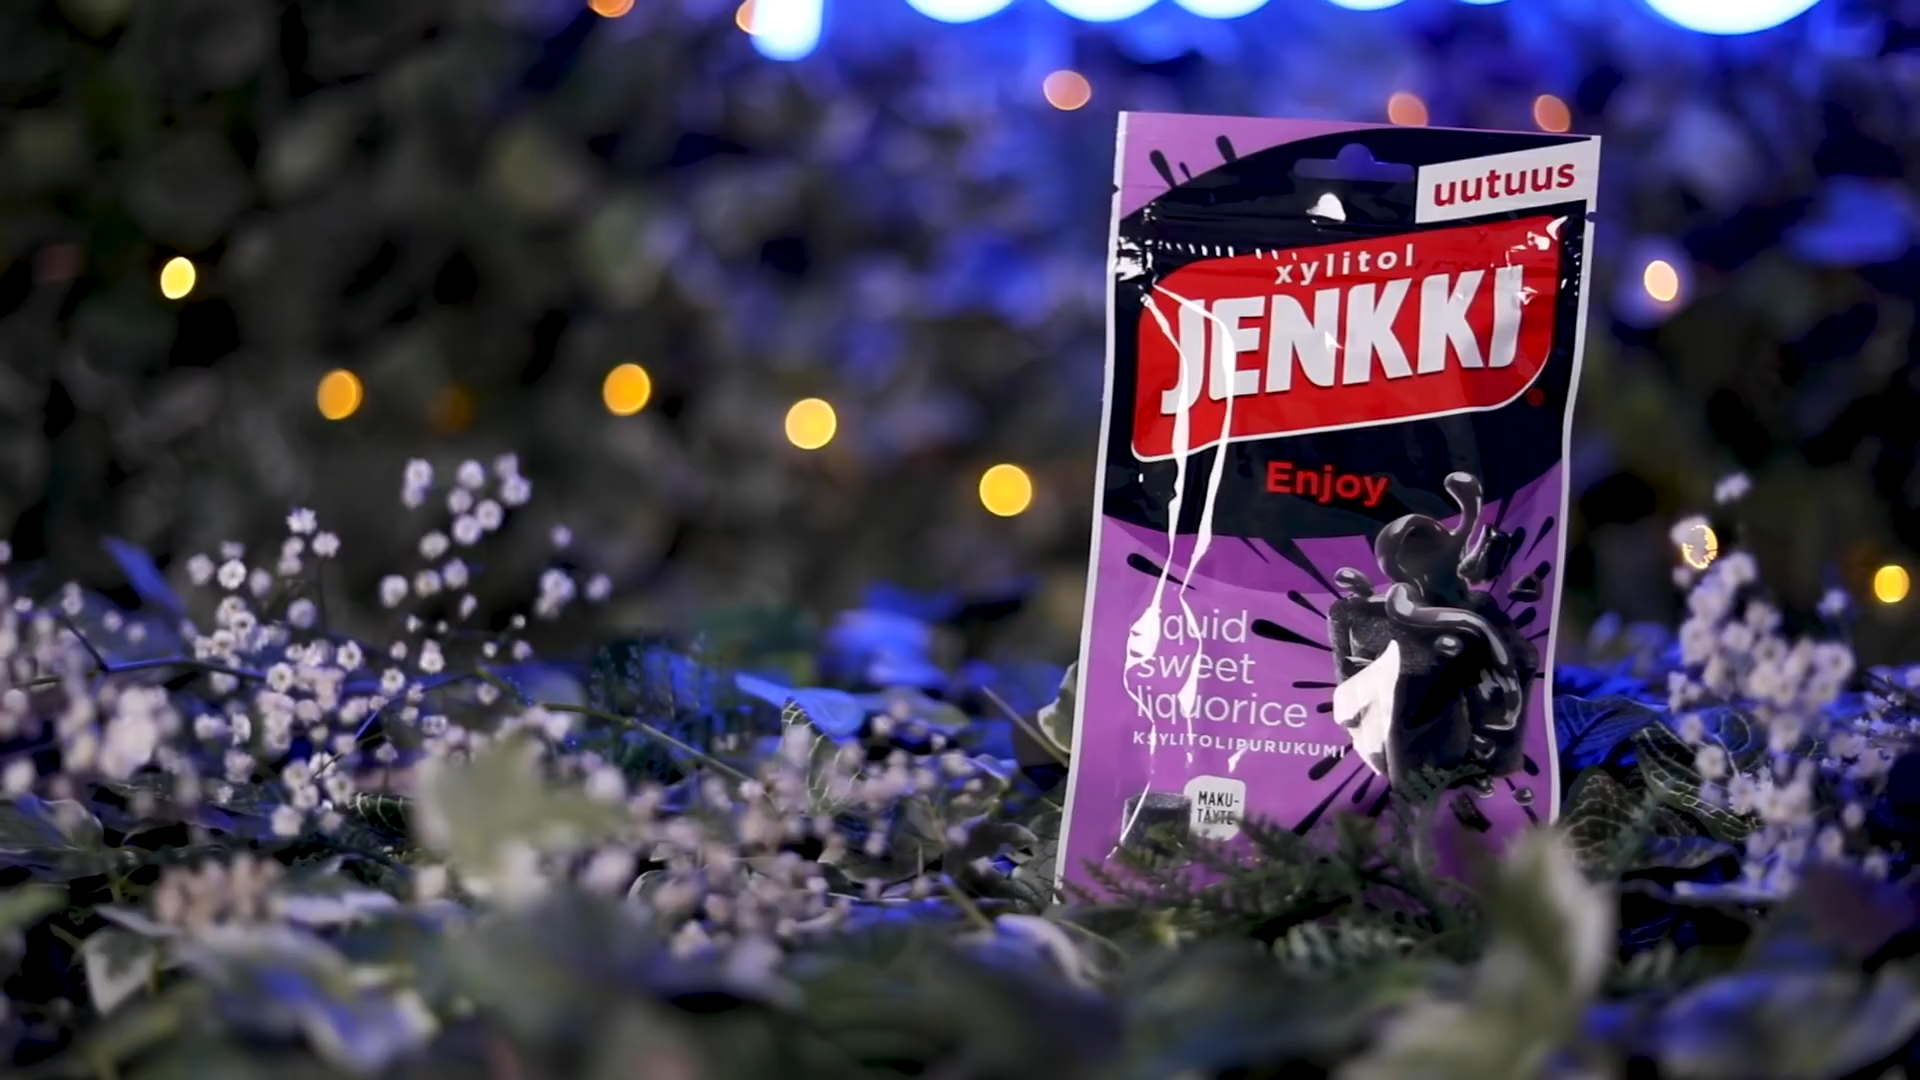 uutuus
xylitol
JENKKI
Enjoy
liquid
sweet
liquorice
KSYLITOLIPURUKUMI
MAKU-
TÄYTE